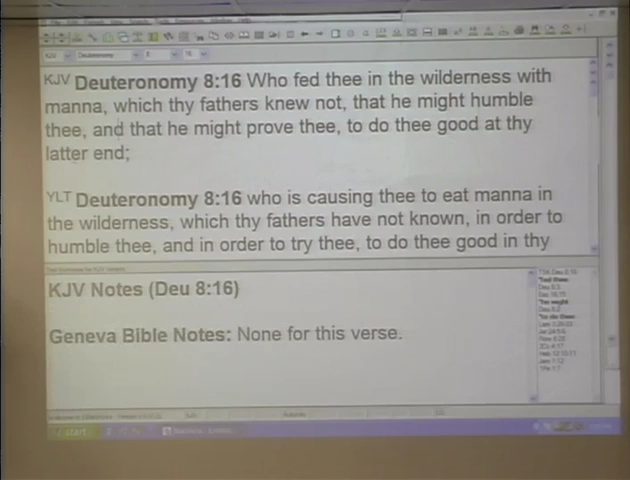 KJV Deuteronomy 8:16 Who fed thee in the wilderness with
manna, which thy fathers knew not, that he might humble
thee, and that he might prove thee, to do thee good at thy
latter end;
YLT Deuteronomy 8:16 who is causing thee to eat manna in
the wilderness, which thy fathers have not known, in order to
humble thee, and in order to try thee, to do thee good in thy
KJV Notes (Deu 8:16)
Geneva Bible Notes: None for this verse.
start